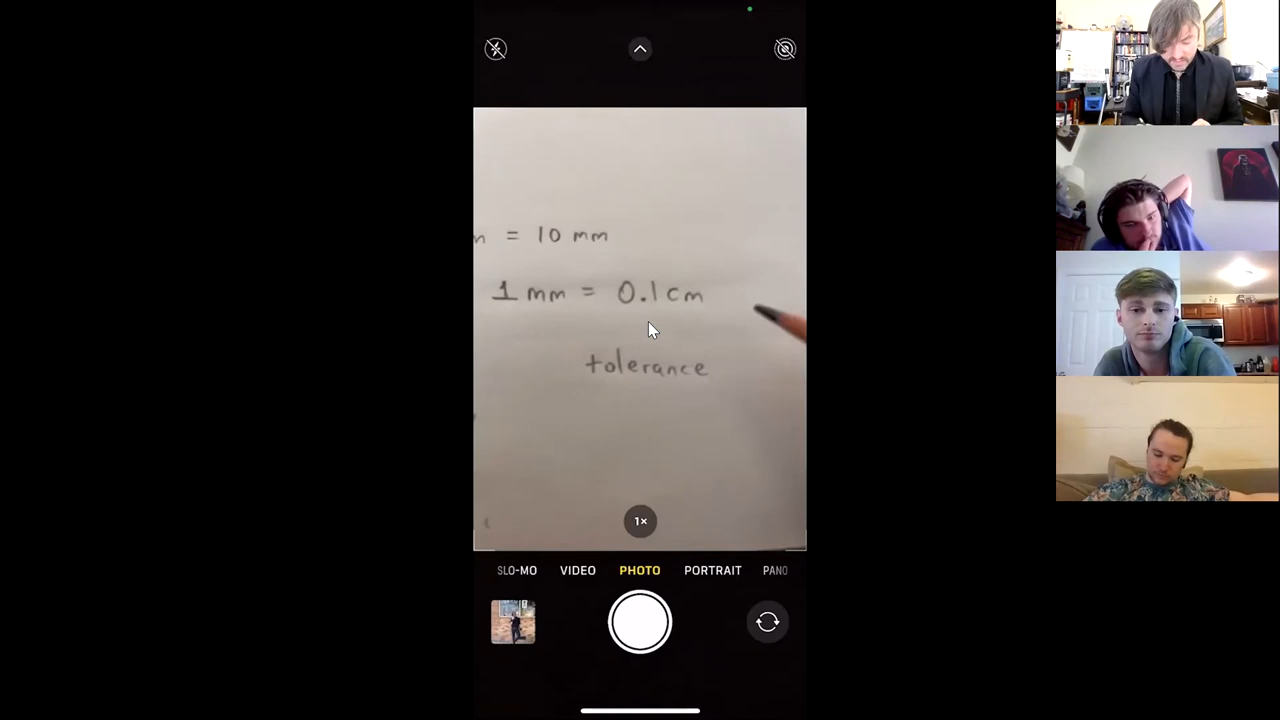 = 10 mm
1 mm = 0.1 cm
tolerance
1×
SLO-MO VIDEO PHOTO PORTRAIT PANO